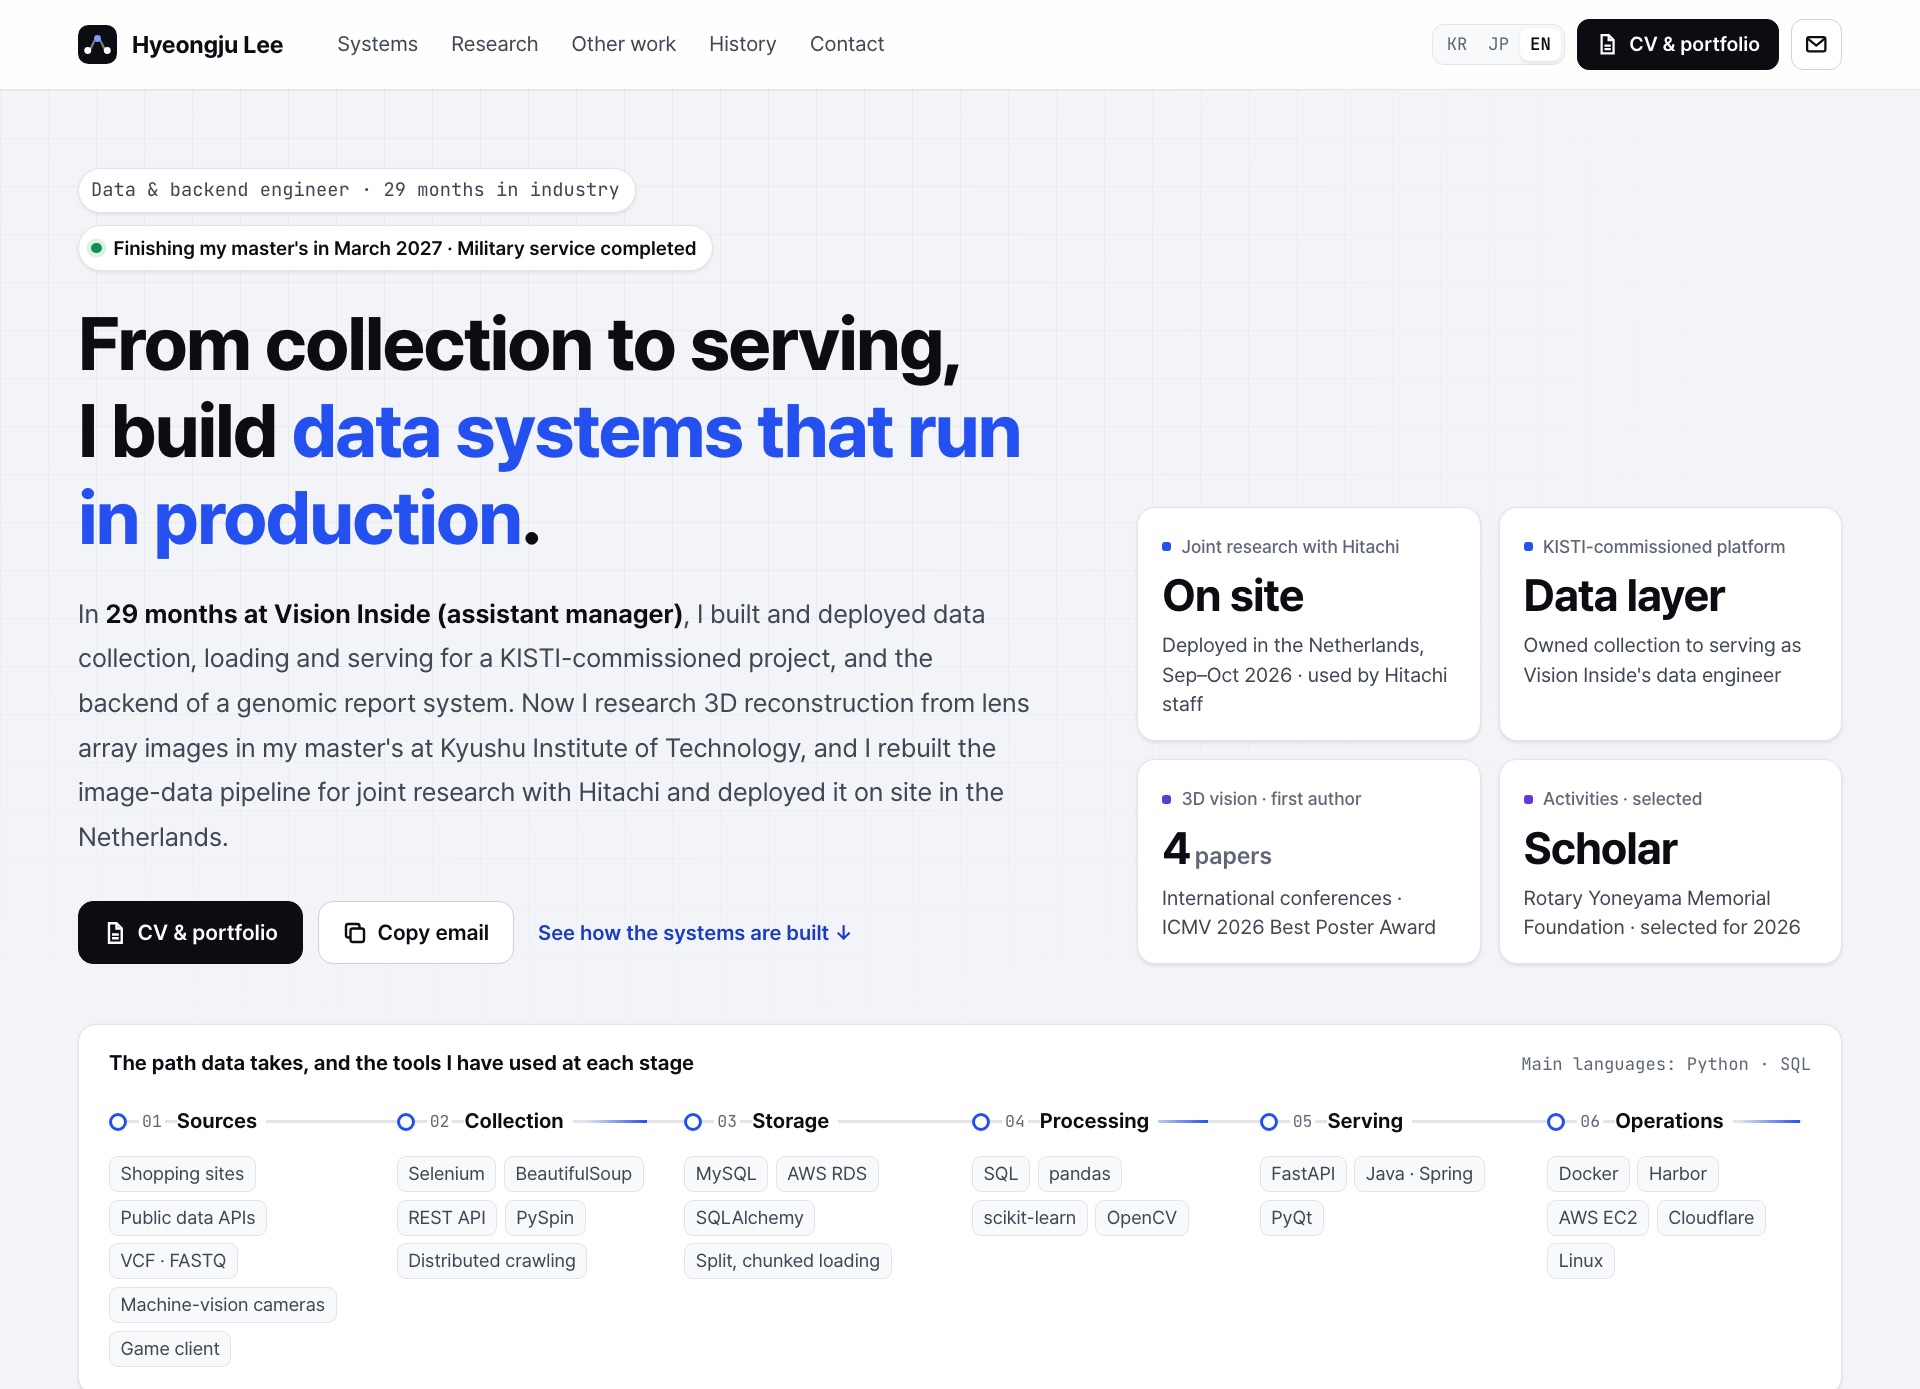 Hyeongju Lee
Systems
Research
Other work
History
Contact
KR
JP
EN
CV & portfolio
Data & backend engineer · 29 months in industry
Finishing my master's in March 2027 · Military service completed
From collection to serving,
I build data systems that run
in production.
In 29 months at Vision Inside (assistant manager), I built and deployed data
collection, loading and serving for a KISTI-commissioned project, and the
backend of a genomic report system. Now I research 3D reconstruction from lens
array images in my master's at Kyushu Institute of Technology, and I rebuilt the
image-data pipeline for joint research with Hitachi and deployed it on site in the
Netherlands.
CV & portfolio
Copy email
See how the systems are built ↓
Joint research with Hitachi
On site
Deployed in the Netherlands,
Sep–Oct 2026 · used by Hitachi
staff
KISTI-commissioned platform
Data layer
Owned collection to serving as
Vision Inside's data engineer
3D vision · first author
4 papers
International conferences ·
ICMV 2026 Best Poster Award
Activities · selected
Scholar
Rotary Yoneyama Memorial
Foundation · selected for 2026
The path data takes, and the tools I have used at each stage
Main languages: Python · SQL
01 Sources
Shopping sites
Public data APIs
VCF · FASTQ
Machine-vision cameras
Game client
02 Collection
Selenium
BeautifulSoup
REST API
PySpin
Distributed crawling
03 Storage
MySQL
AWS RDS
SQLAlchemy
Split, chunked loading
04 Processing
SQL
pandas
scikit-learn
OpenCV
05 Serving
FastAPI
Java · Spring
PyQt
06 Operations
Docker
Harbor
AWS EC2
Cloudflare
Linux